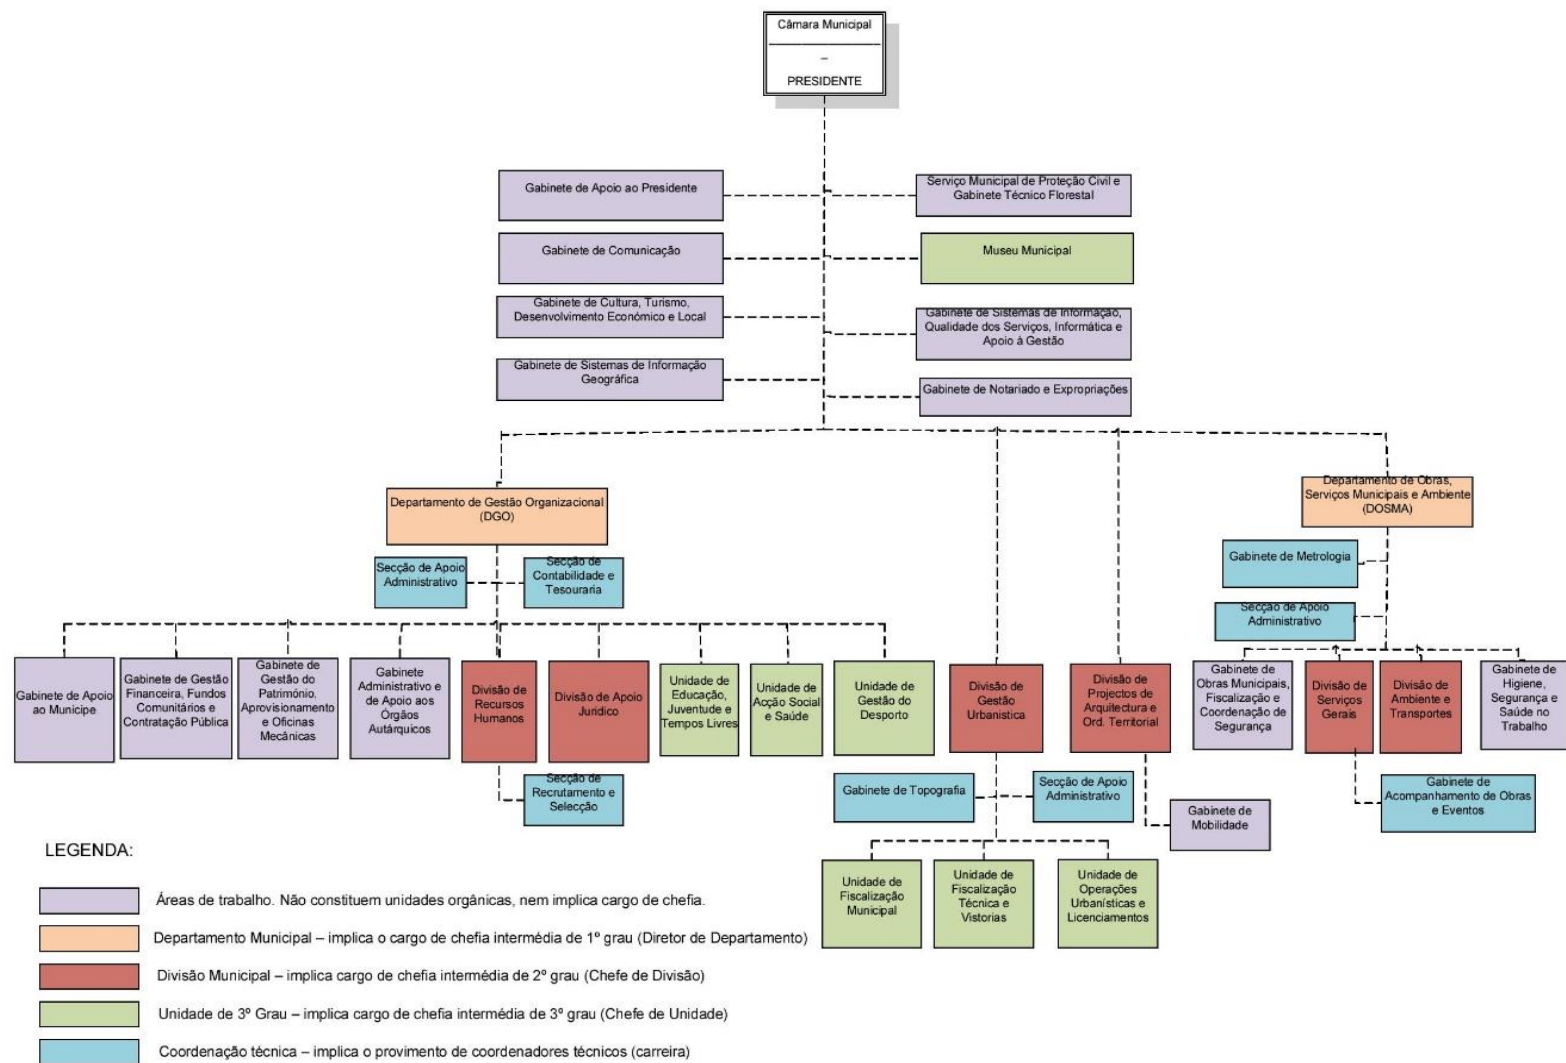 Câmara Municipal
–
PRESIDENTE
Gabinete de Apoio ao Presidente
Serviço Municipal de Proteção Civil e
Gabinete Técnico Florestal
Gabinete de Comunicação
Museu Municipal
Gabinete de Cultura, Turismo,
Desenvolvimento Económico e Local
Gabinete de Sistemas de Informação,
Qualidade dos Serviços, Informática e
Apoio à Gestão
Gabinete de Sistemas de Informação
Geográfica
Gabinete de Notariado e Expropriações
Departamento de Gestão Organizacional
(DGO)
Departamento de Obras,
Serviços Municipais e Ambiente
(DOSMA)
Secção de Apoio
Administrativo
Secção de
Contabilidade e
Tesouraria
Gabinete de Metrologia
Secção de Apoio
Administrativo
Gabinete de Apoio
ao Municipe
Gabinete de Gestão
Financeira, Fundos
Comunitários e
Contratação Pública
Gabinete de
Gestão do
Património,
Aprovisionamento
e Oficinas
Mecânicas
Gabinete
Administrativo e
de Apoio aos
Órgãos
Autárquicos
Divisão de
Recursos
Humanos
Divisão de Apoio
Juridico
Unidade de
Educação,
Juventude e
Tempos Livres
Unidade de
Acção Social
e Saúde
Unidade de
Gestão do
Desporto
Divisão de
Gestão
Urbanistica
Divisão de
Projectos de
Arquitectura e
Ord. Territorial
Gabinete de
Obras Municipais,
Fiscalização e
Coordenação de
Segurança
Divisão de
Serviços
Gerais
Divisão de
Ambiente e
Transportes
Gabinete de
Higiene,
Segurança e
Saúde no
Trabalho
Secção de
Recrutamento e
Selecção
Gabinete de Topografia
Secção de Apoio
Administrativo
Gabinete de
Mobilidade
Gabinete de
Acompanhamento de Obras
e Eventos
Unidade de
Fiscalização
Municipal
Unidade de
Fiscalização
Técnica e
Vistorias
Unidade de
Operações
Urbanísticas e
Licenciamentos
LEGENDA:
Áreas de trabalho. Não constituem unidades orgânicas, nem implica cargo de chefia.
Departamento Municipal – implica o cargo de chefia intermédia de 1º grau (Diretor de Departamento)
Divisão Municipal – implica cargo de chefia intermédia de 2º grau (Chefe de Divisão)
Unidade de 3º Grau – implica cargo de chefia intermédia de 3º grau (Chefe de Unidade)
Coordenação técnica – implica o provimento de coordenadores técnicos (carreira)